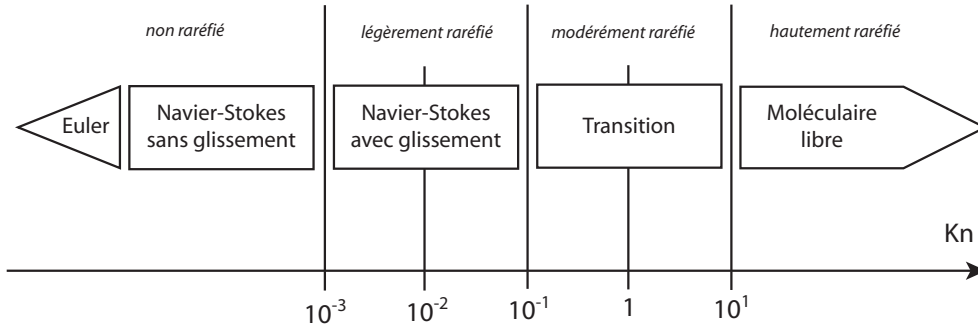 non raréfié
légèrement raréfié
modérément raréfié
hautement raréfié
Euler
Navier-Stokes
sans glissement
Navier-Stokes
avec glissement
Transition
Moléculaire
libre
Kn
10⁻³
10⁻²
10⁻¹
1
10¹